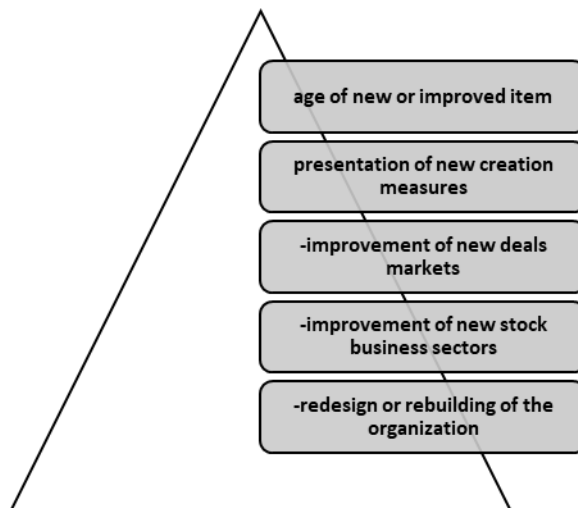 age of new or improved item
presentation of new creation
measures
-improvement of new deals
markets
-improvement of new stock
business sectors
-redesign or rebuilding of the
organization